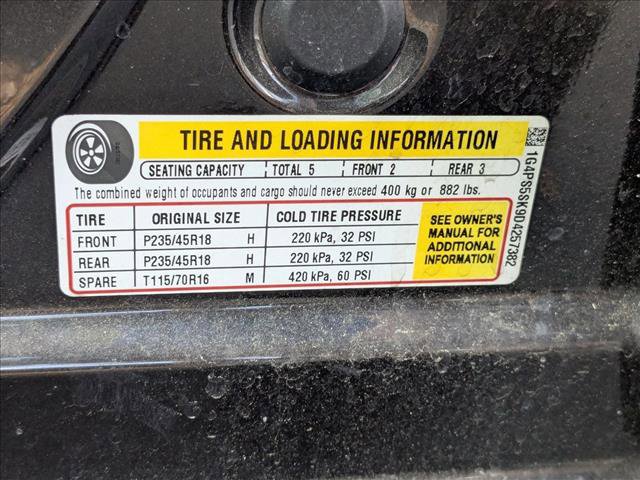 TIRE AND LOADING INFORMATION
SEATING CAPACITY TOTAL 5 FRONT 2 REAR 3
The combined weight of occupants and cargo should never exceed 400 kg or 882 lbs.
TIRE ORIGINAL SIZE COLD TIRE PRESSURE
FRONT P235/45R18 H 220 kPa, 32 PSI
REAR P235/45R18 H 220 kPa, 32 PSI
SPARE T115/70R16 M 420 kPa, 60 PSI
SEE OWNER'S
MANUAL FOR
ADDITIONAL
INFORMATION
1G4PS5SK9D4257382